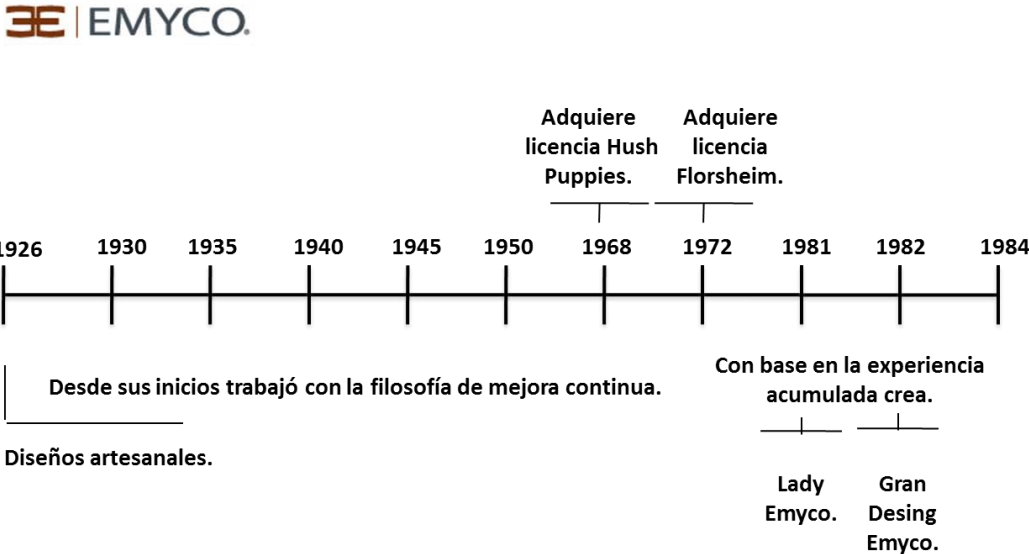 EMYCO.
Adquiere
licencia Hush
Puppies.
Adquiere
licencia
Florsheim.
1926 1930 1935 1940 1945 1950 1968 1972 1981 1982 1984
Desde sus inicios trabajó con la filosofía de mejora continua.
Con base en la experiencia
acumulada crea.
Diseños artesanales.
Lady
Emyco.
Gran
Desing
Emyco.